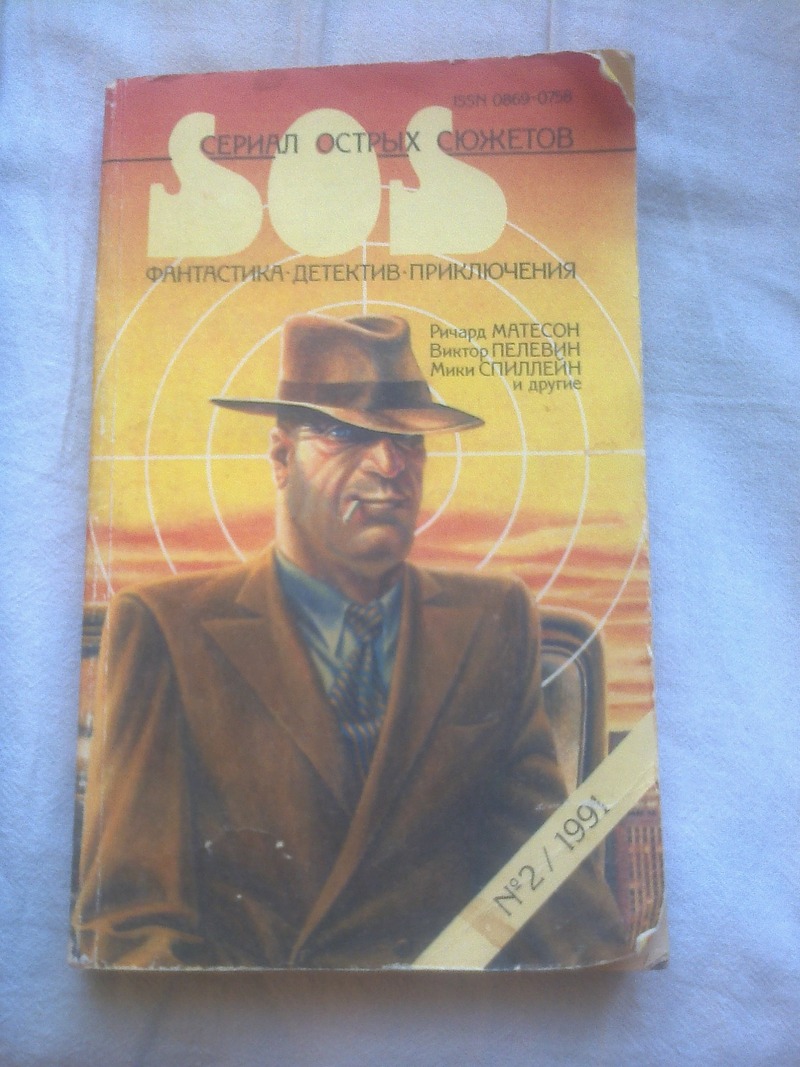 ISSN 0869-0758
SOS
СЕРИАЛ ОСТРЫХ СЮЖЕТОВ
ФАНТАСТИКА·ДЕТЕКТИВ·ПРИКЛЮЧЕНИЯ
Ричард МАТЕСОН
Виктор ПЕЛЕВИН
Мики СПИЛЛЕЙН
и другие
№2/1991